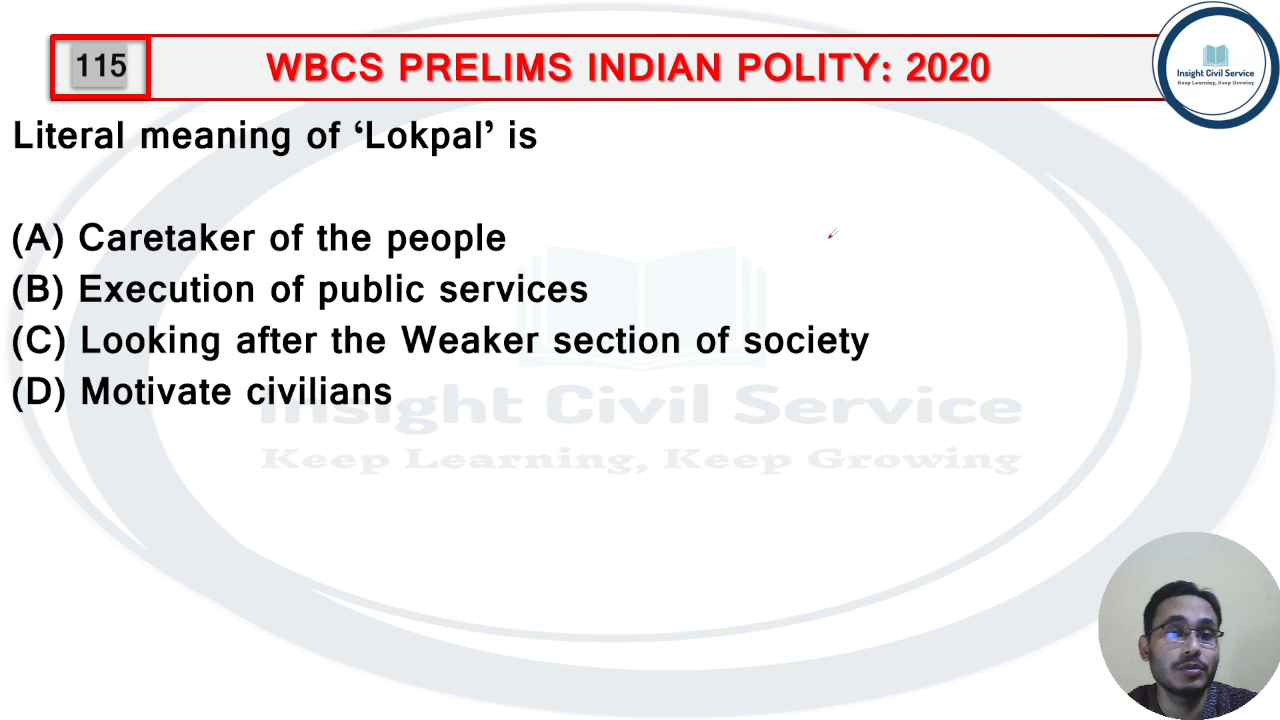 115
WBCS PRELIMS INDIAN POLITY: 2020
Insight Civil Service
Keep Learning, Keep Growing
Literal meaning of ‘Lokpal’ is
(A) Caretaker of the people
(B) Execution of public services
(C) Looking after the Weaker section of society
(D) Motivate civilians
Insight Civil Service
Keep Learning, Keep Growing